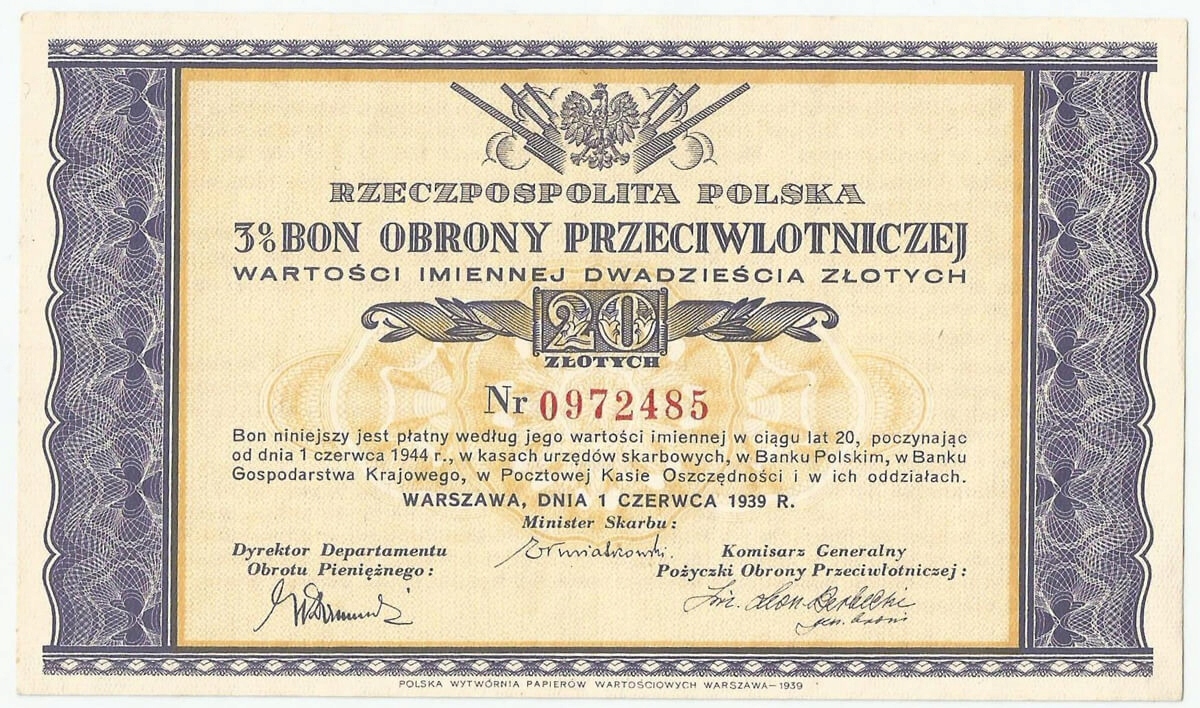 RZECZPOSPOLITA POLSKA
3% BON OBRONY PRZECIWLOTNICZEJ
WARTOŚCI IMIENNEJ DWADZIEŚCIA ZŁOTYCH
20
ZŁOTYCH
Nr 0972485
Bon niniejszy jest płatny według jego wartości imiennej w ciągu lat 20, poczynając
od dnia 1 czerwca 1944 r., w kasach urzędów skarbowych, w Banku Polskim, w Banku
Gospodarstwa Krajowego, w Pocztowej Kasie Oszczędności i w ich oddziałach.
WARSZAWA, DNIA 1 CZERWCA 1939 R.
Minister Skarbu:
Dyrektor Departamentu
Obrotu Pieniężnego:
Komisarz Generalny
Pożyczki Obrony Przeciwlotniczej:
POLSKA WYTWÓRNIA PAPIERÓW WARTOŚCIOWYCH WARSZAWA—1939